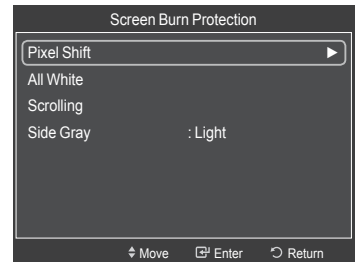 Screen Burn Protection
Pixel Shift
All White
Scrolling
Side Gray : Light
Move Enter Return